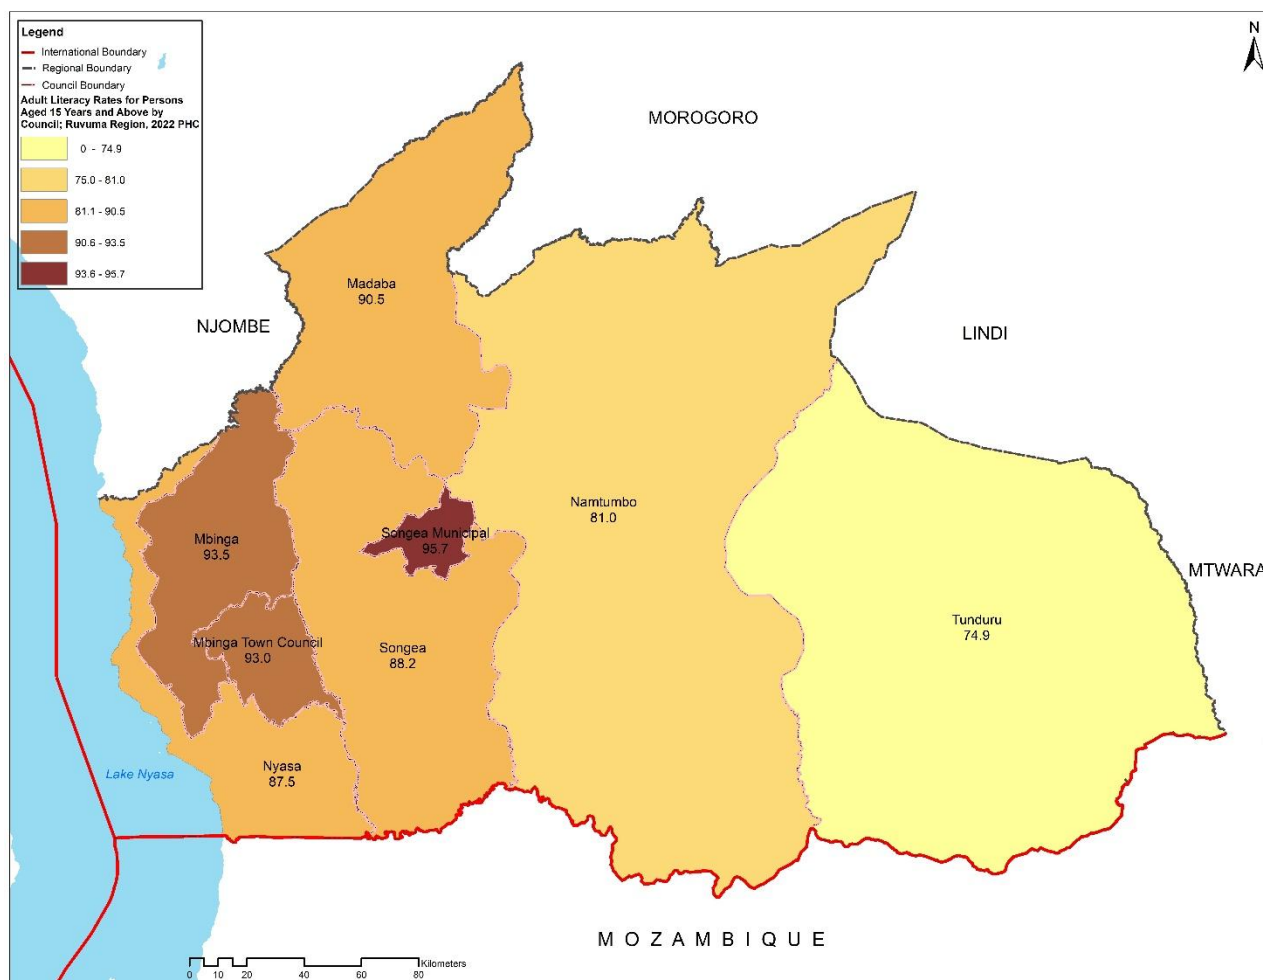 Legend
International Boundary
Regional Boundary
Council Boundary
Adult Literacy Rates for Persons
Aged 15 Years and Above by
Council; Ruvuma Region, 2022 PHC
0 - 74.9
75.0 - 81.0
81.1 - 90.5
90.6 - 93.5
93.6 - 95.7
N
MOROGORO
Madaba
90.5
NJOMBE
LINDI
Namtumbo
81.0
Songea Municipal
95.7
Mbinga
93.5
MTWARA
Tunduru
74.9
Mbinga Town Council
93.0
Songea
88.2
Nyasa
87.5
Lake Nyasa
MOZAMBIQUE
Kilometers
0 10 20 40 60 80